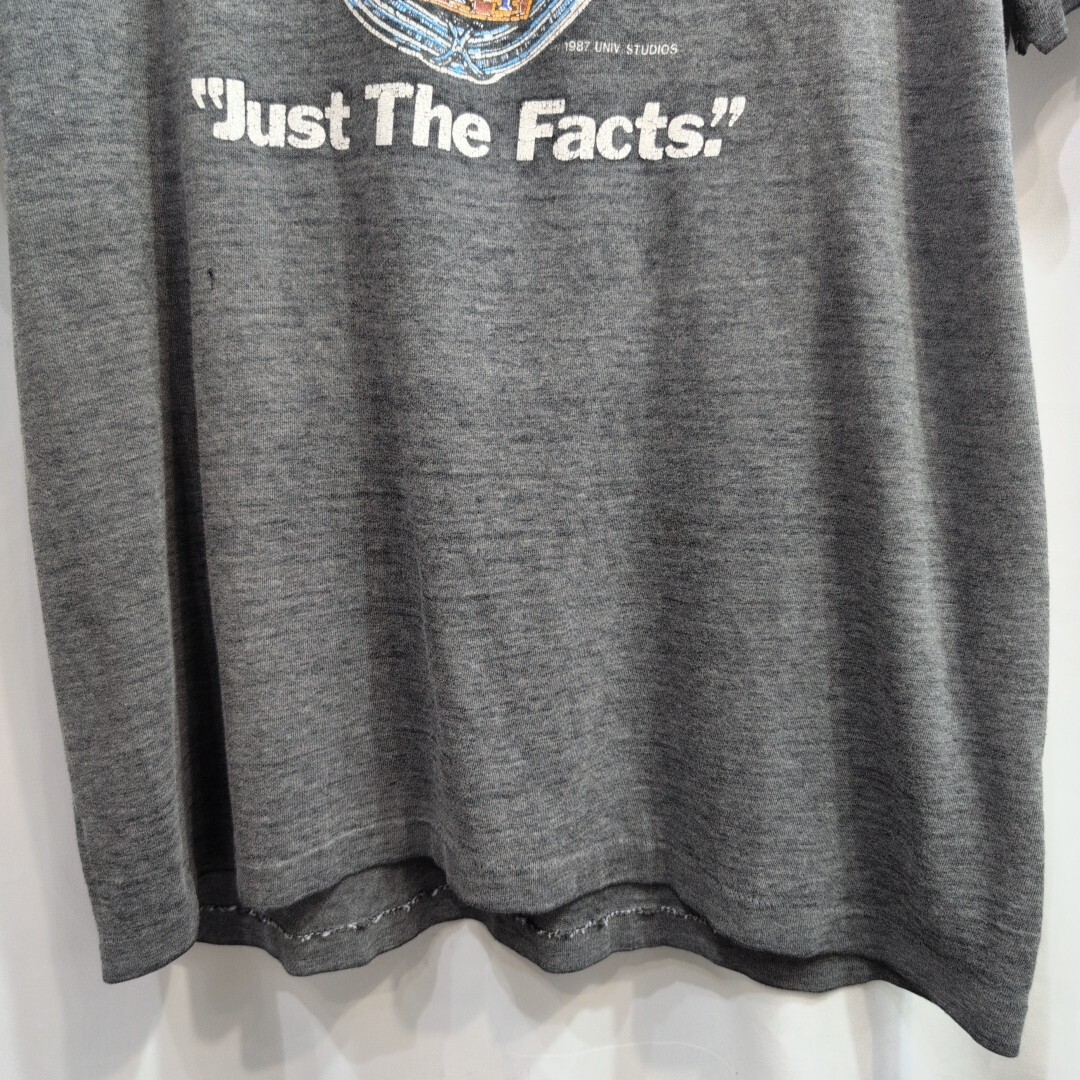 1987 UNIV. STUDIOS
"Just The Facts."